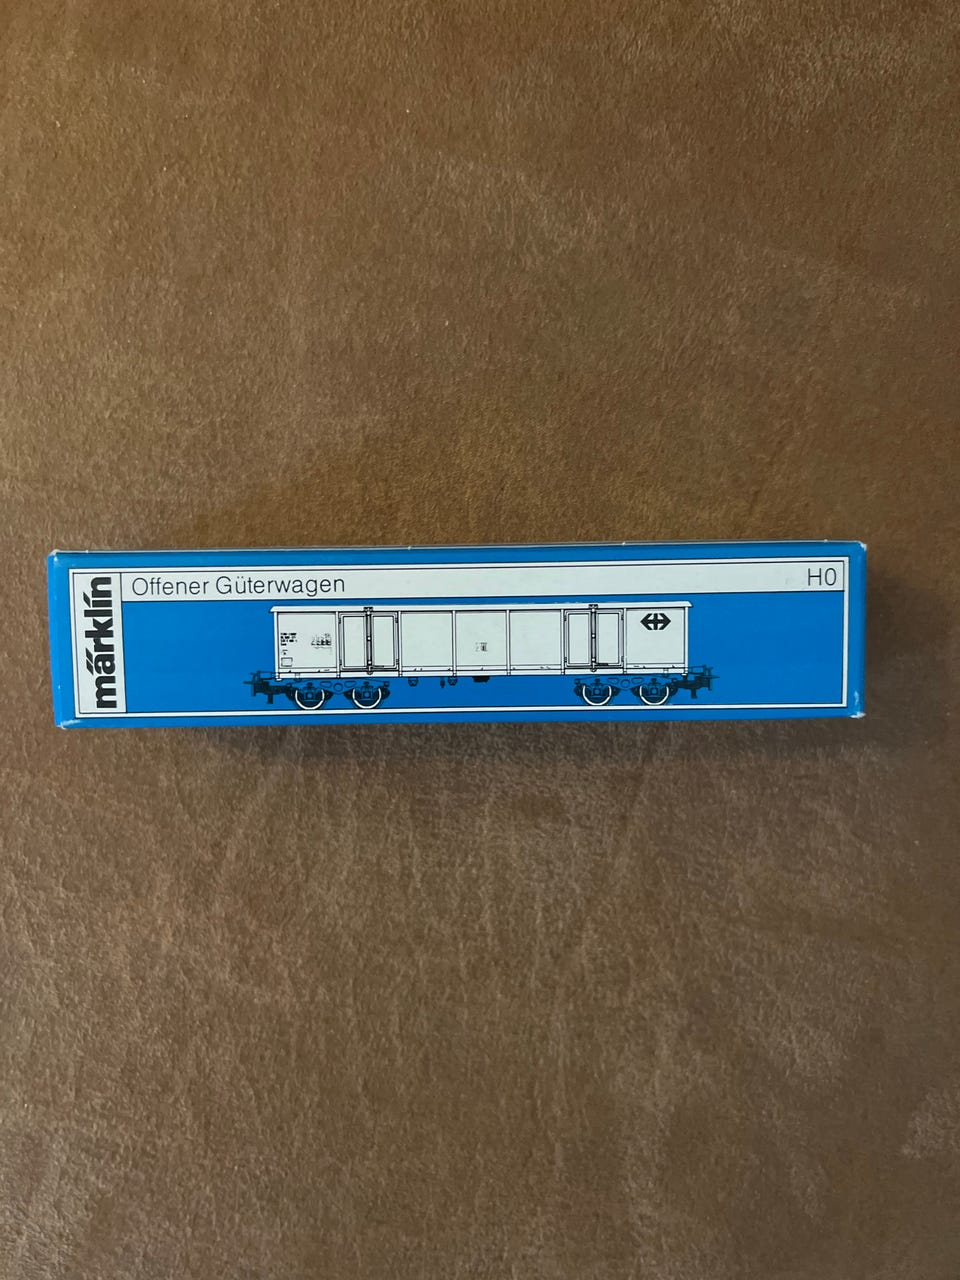 märklin
Offener Güterwagen
H0